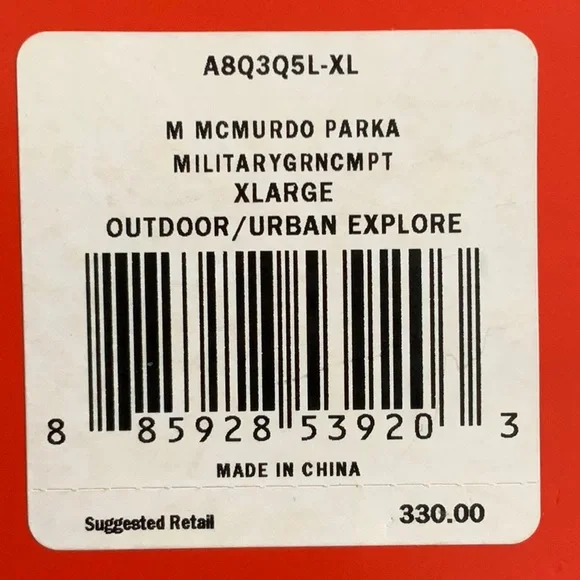 A8Q3Q5L-XL
M MCMURDO PARKA
MILITARYGRNCMPT
XLARGE
OUTDOOR/URBAN EXPLORE
8 85928 53920 3
MADE IN CHINA
Suggested Retail 330.00